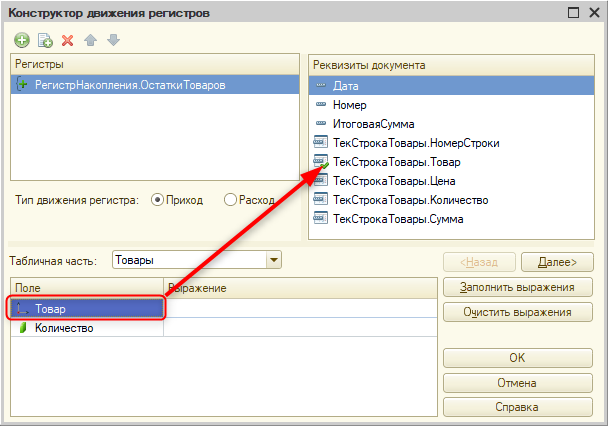 Конструктор движения регистров
Регистры
РегистрНакопления.ОстаткиТоваров
Реквизиты документа
Дата
Номер
ИтоговаяСумма
ТекСтрокаТовары.НомерСтроки
ТекСтрокаТовары.Товар
ТекСтрокаТовары.Цена
ТекСтрокаТовары.Количество
ТекСтрокаТовары.Сумма
Тип движения регистра: Приход Расход
Табличная часть: Товары
<Назад Далее>
Поле Выражение
Товар
Количество
Заполнить выражения
Очистить выражения
OK
Отмена
Справка